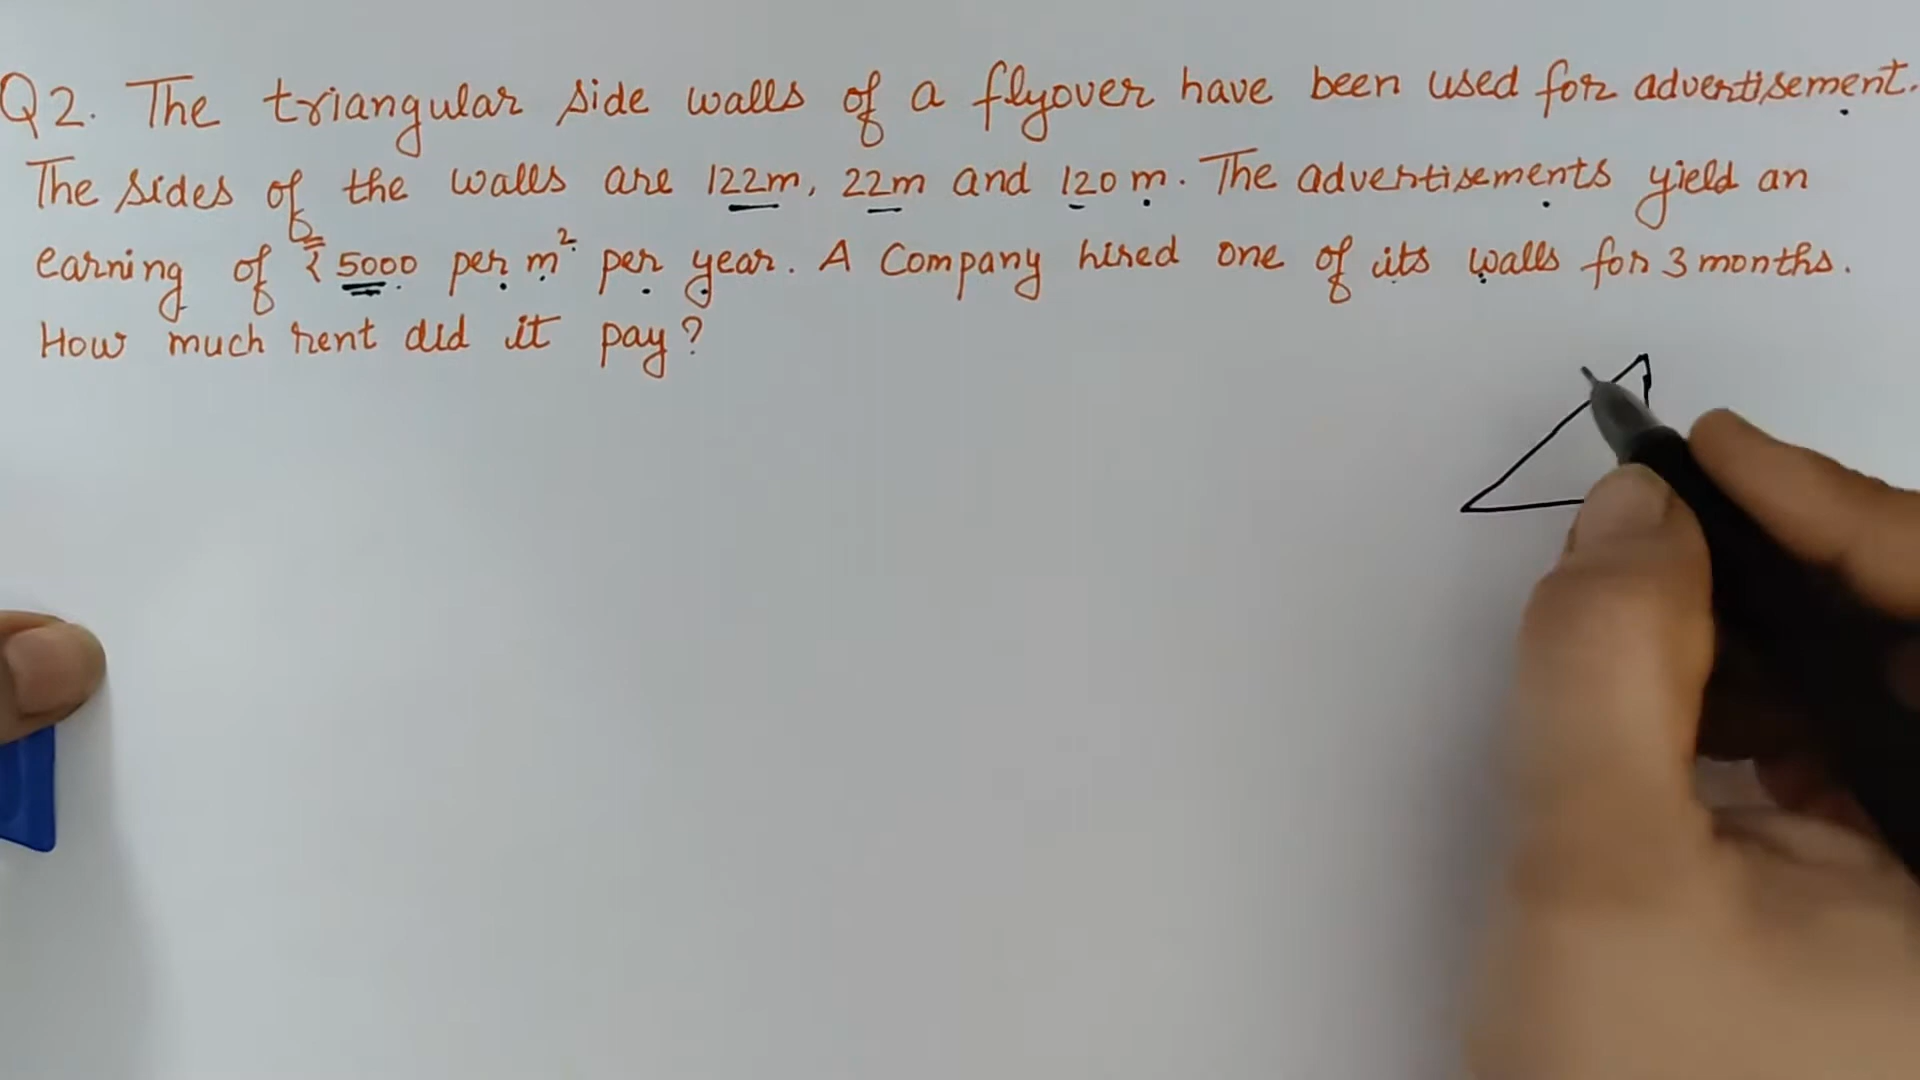 Q2. The triangular side walls of a flyover have been used for advertisement.
The sides of the walls are 122m, 22m and 120 m. The advertisements yield an
earning of ₹ 5000 per m² per year. A Company hired one of its walls for 3 months.
How much rent did it pay?